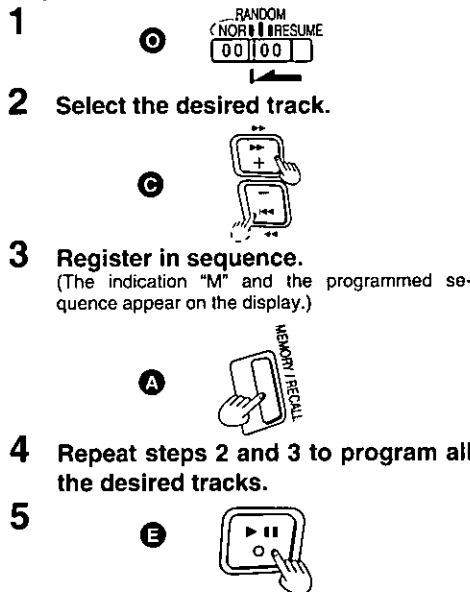 1
RANDOM
NOR RESUME
O
00 00
2 Select the desired track.
+
C
−
3 Register in sequence.
(The indication "M" and the programmed se-
quence appear on the display.)
MEMORY / RECALL
A
4 Repeat steps 2 and 3 to program all
the desired tracks.
5
E